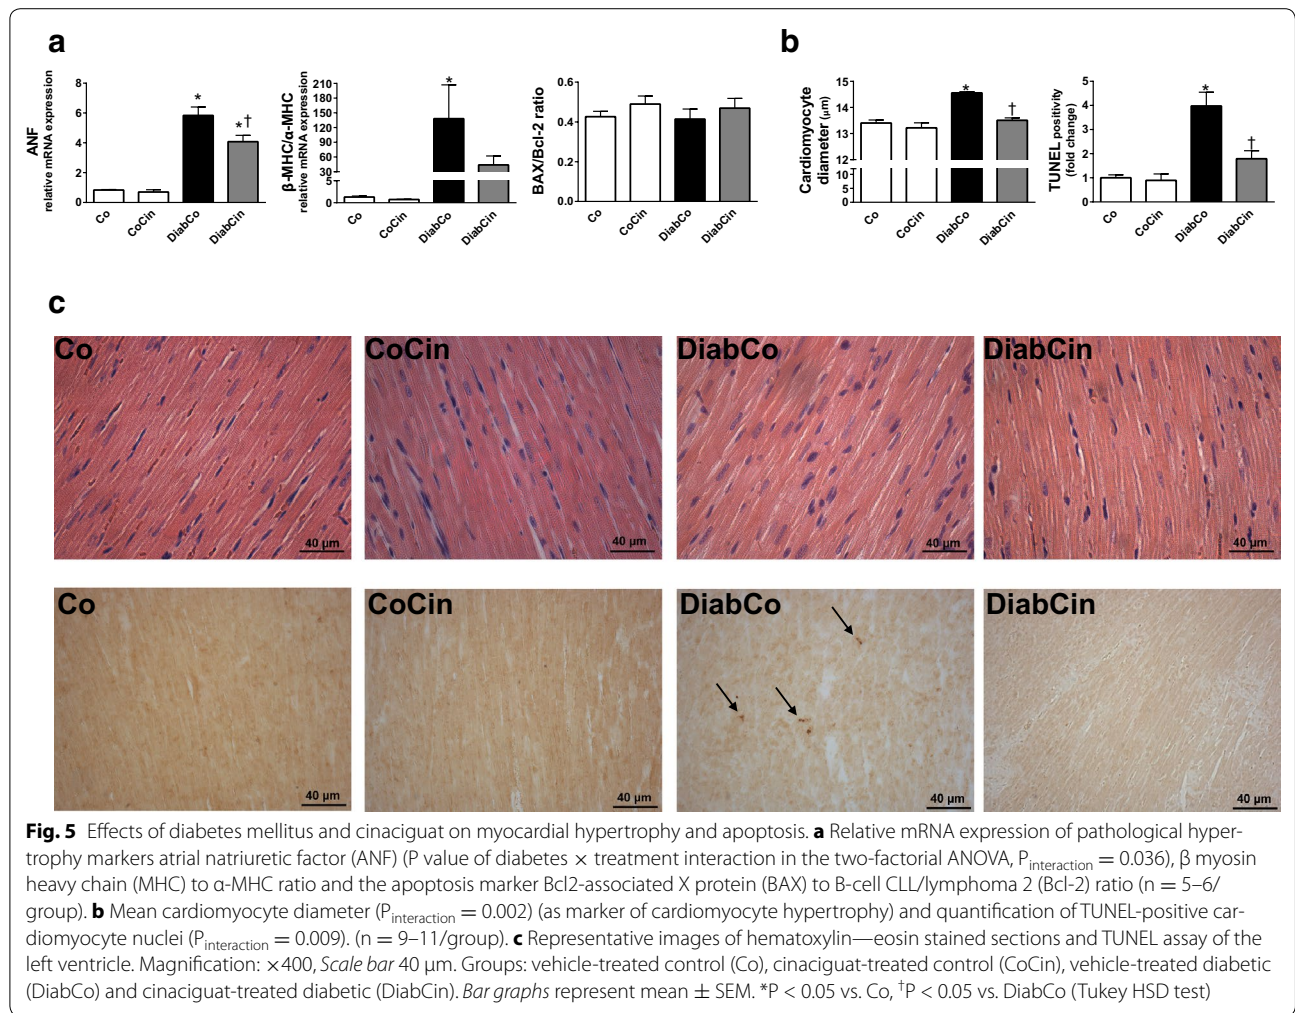 a
b
ANF
relative mRNA expression
8
6
4
2
0
*
*†
Co
CoCin
DiabCo
DiabCin
β-MHC/α-MHC
relative mRNA expression
210
180
150
120
90
60
30
5
0
*
Co
CoCin
DiabCo
DiabCin
BAX/Bcl-2 ratio
0.6
0.4
0.2
0.0
Co
CoCin
DiabCo
DiabCin
Cardiomyocyte
diameter (μm)
15
14
13
12
10
5
0
*
†
Co
CoCin
DiabCo
DiabCin
TUNEL positivity
(fold change)
5
4
3
2
1
0
*
†
Co
CoCin
DiabCo
DiabCin
c
Co
CoCin
DiabCo
DiabCin
40 μm
40 μm
40 μm
40 μm
Co
CoCin
DiabCo
DiabCin
40 μm
40 μm
40 μm
40 μm
Fig. 5 Effects of diabetes mellitus and cinaciguat on myocardial hypertrophy and apoptosis. a Relative mRNA expression of pathological hyper-
trophy markers atrial natriuretic factor (ANF) (P value of diabetes × treatment interaction in the two-factorial ANOVA, Pinteraction = 0.036), β myosin
heavy chain (MHC) to α-MHC ratio and the apoptosis marker Bcl2-associated X protein (BAX) to B-cell CLL/lymphoma 2 (Bcl-2) ratio (n = 5–6/
group). b Mean cardiomyocyte diameter (Pinteraction = 0.002) (as marker of cardiomyocyte hypertrophy) and quantification of TUNEL-positive car-
diomyocyte nuclei (Pinteraction = 0.009). (n = 9–11/group). c Representative images of hematoxylin—eosin stained sections and TUNEL assay of the
left ventricle. Magnification: ×400, Scale bar 40 μm. Groups: vehicle-treated control (Co), cinaciguat-treated control (CoCin), vehicle-treated diabetic
(DiabCo) and cinaciguat-treated diabetic (DiabCin). Bar graphs represent mean ± SEM. *P < 0.05 vs. Co, †P < 0.05 vs. DiabCo (Tukey HSD test)